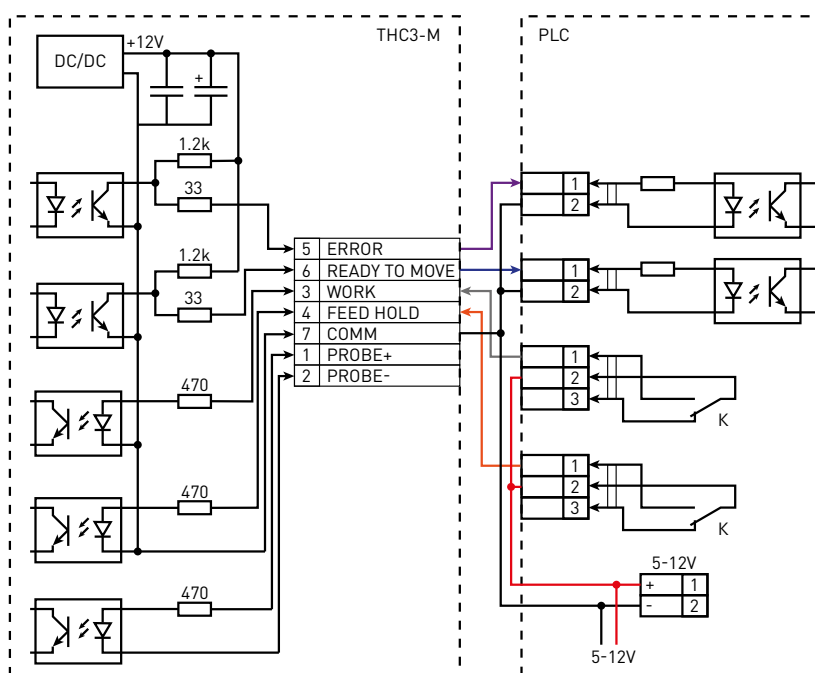 THC3-M
PLC
DC/DC
+12V
+
1.2k
33
1.2k
33
470
470
470
5 ERROR
6 READY TO MOVE
3 WORK
4 FEED HOLD
7 COMM
1 PROBE+
2 PROBE-
1
2
1
2
1
2
3
K
1
2
3
K
5-12V
+ 1
- 2
5-12V